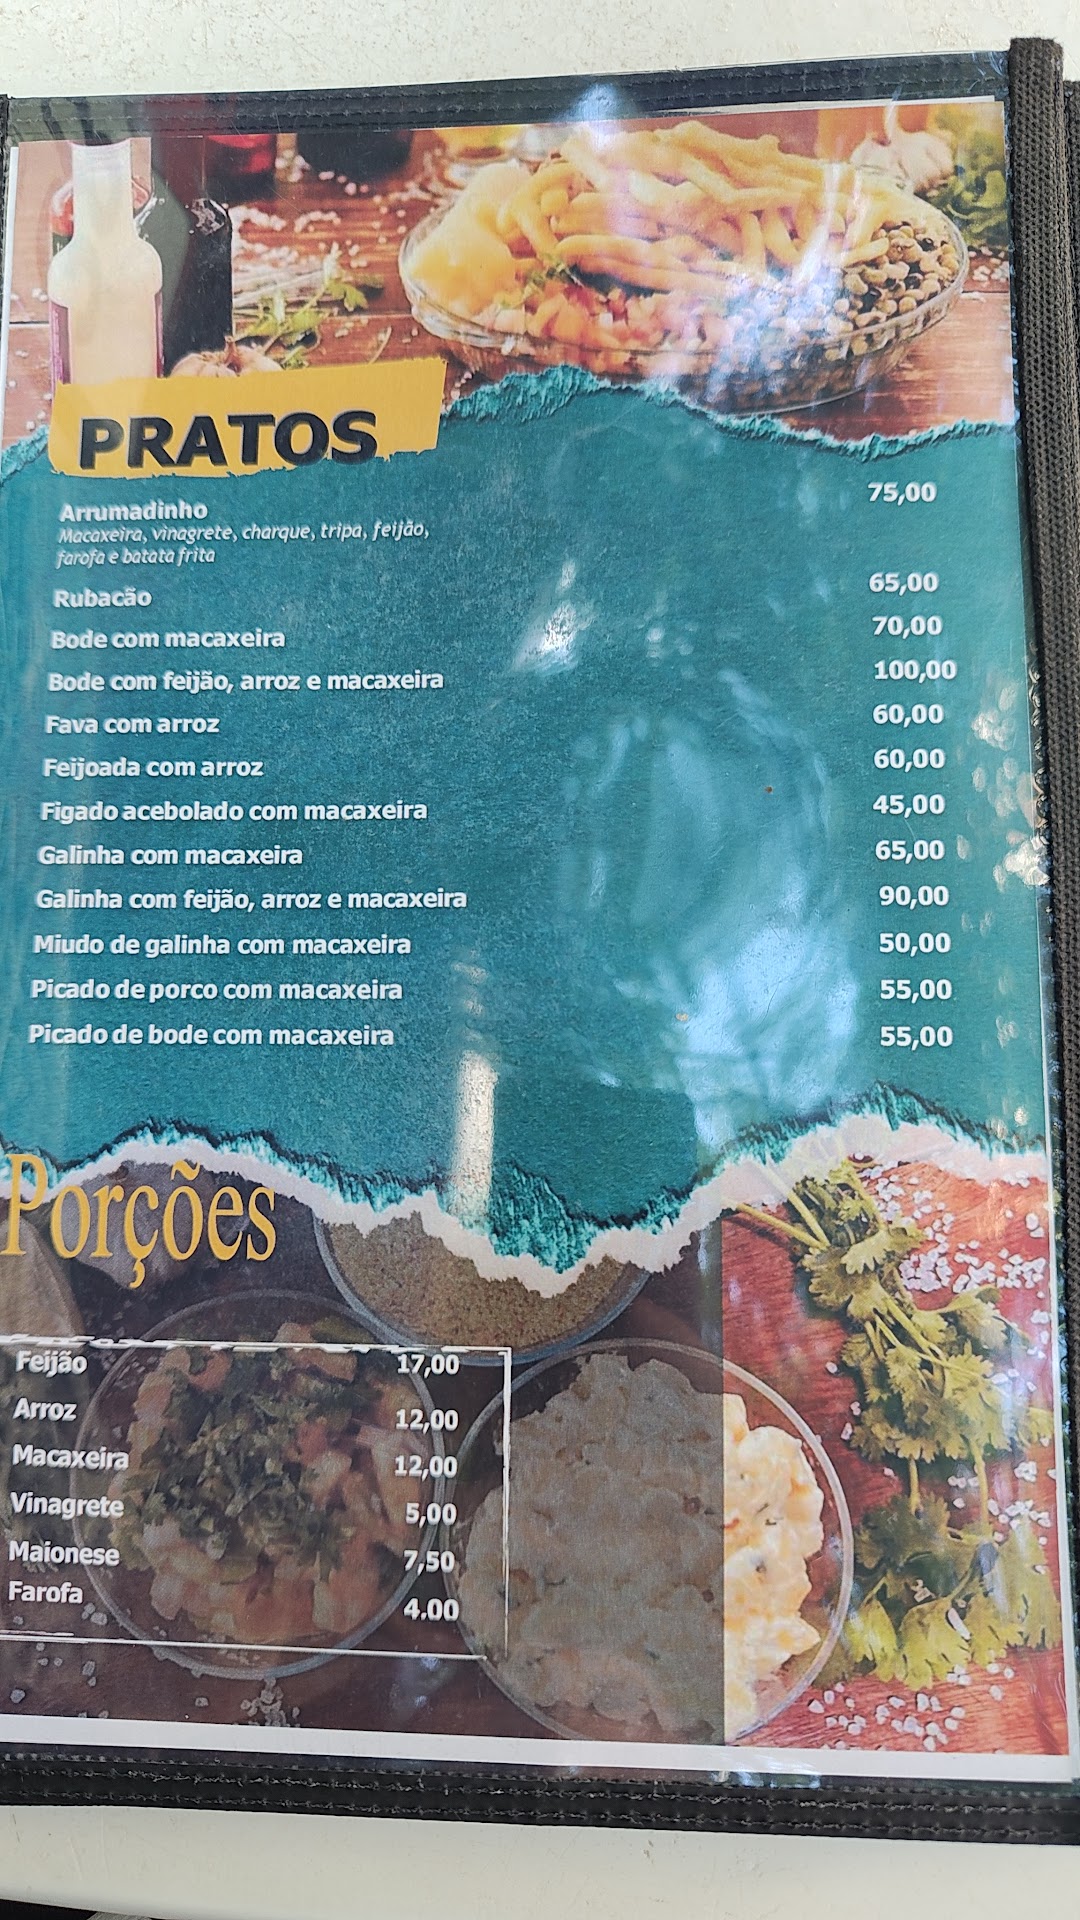 PRATOS
Arrumadinho 75,00
Macaxeira, vinagrete, charque, tripa, feijão,
farofa e batata frita
Rubacão 65,00
Bode com macaxeira 70,00
Bode com feijão, arroz e macaxeira 100,00
Fava com arroz 60,00
Feijoada com arroz 60,00
Figado acebolado com macaxeira 45,00
Galinha com macaxeira 65,00
Galinha com feijão, arroz e macaxeira 90,00
Miudo de galinha com macaxeira 50,00
Picado de porco com macaxeira 55,00
Picado de bode com macaxeira 55,00
Porções
Feijão 17,00
Arroz 12,00
Macaxeira 12,00
Vinagrete 5,00
Maionese 7,50
Farofa 4,00